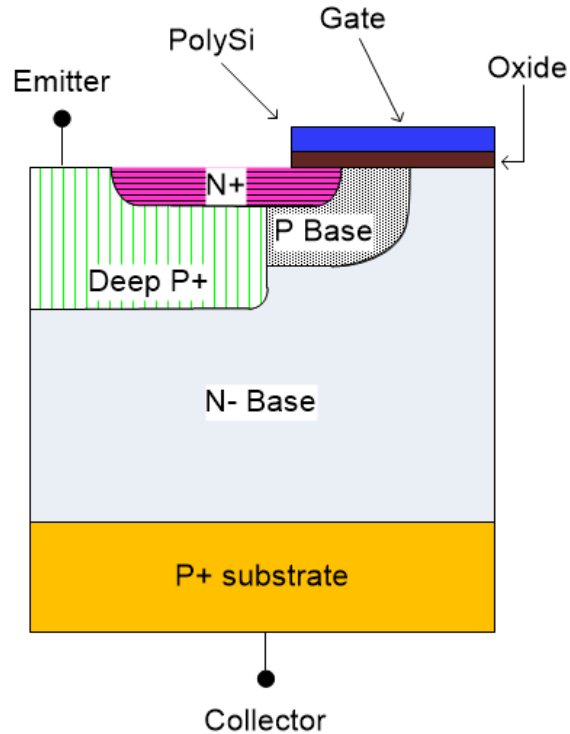 Gate
PolySi
Oxide
Emitter
N+
P Base
Deep P+
N- Base
P+ substrate
Collector